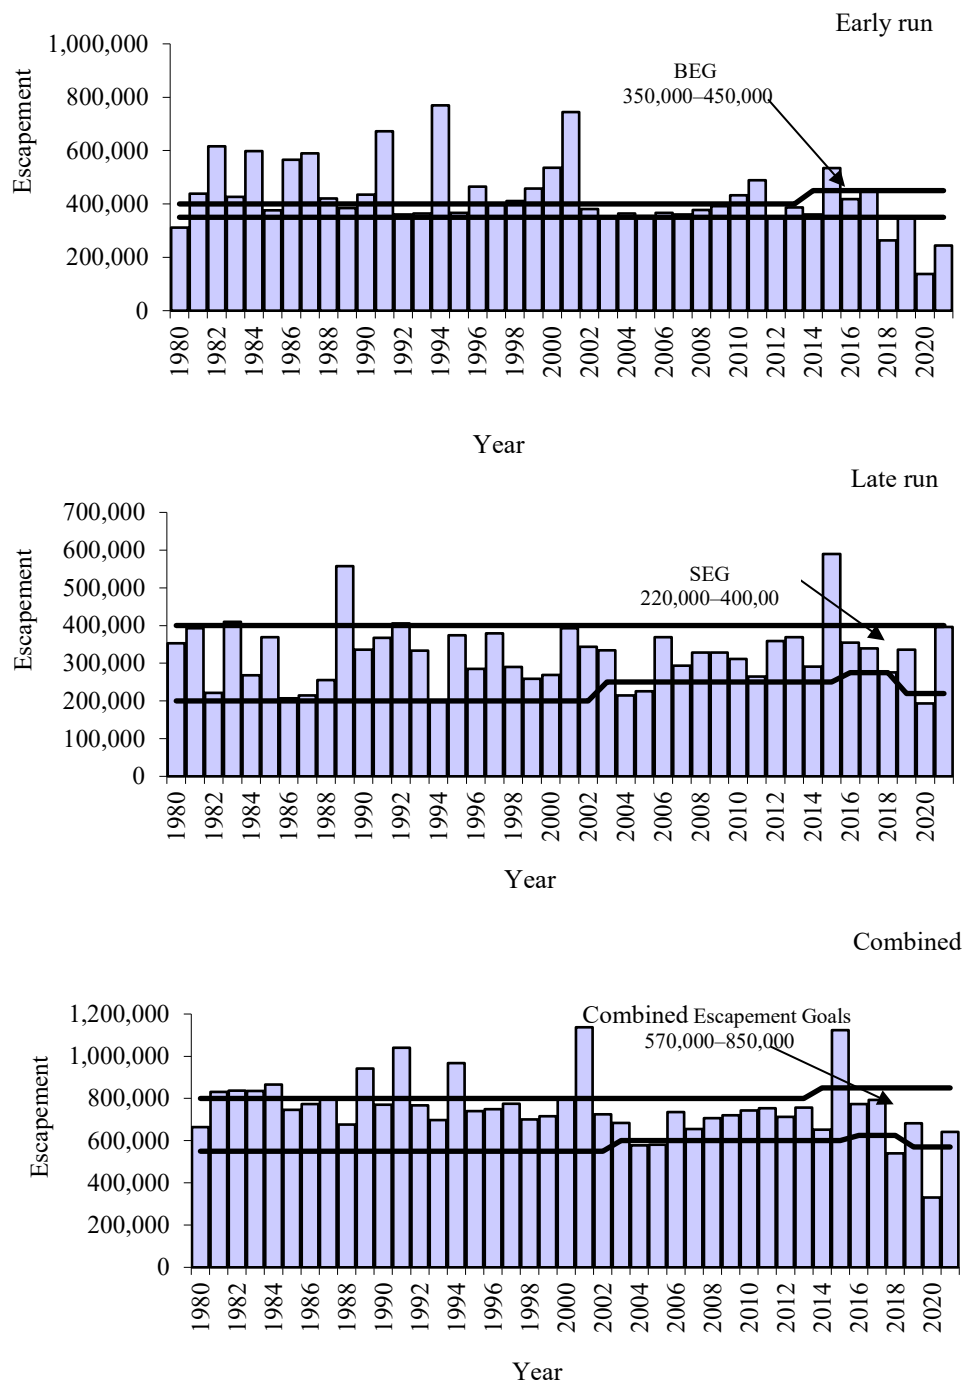 Early run
1,000,000
800,000
600,000
400,000
200,000
0
Escapement
BEG
350,000–450,000
1980 1982 1984 1986 1988 1990 1992 1994 1996 1998 2000 2002 2004 2006 2008 2010 2012 2014 2016 2018 2020
Year
Late run
700,000
600,000
500,000
400,000
300,000
200,000
100,000
0
Escapement
SEG
220,000–400,00
1980 1982 1984 1986 1988 1990 1992 1994 1996 1998 2000 2002 2004 2006 2008 2010 2012 2014 2016 2018 2020
Year
Combined
1,200,000
1,000,000
800,000
600,000
400,000
200,000
0
Escapement
Combined Escapement Goals
570,000–850,000
1980 1982 1984 1986 1988 1990 1992 1994 1996 1998 2000 2002 2004 2006 2008 2010 2012 2014 2016 2018 2020
Year